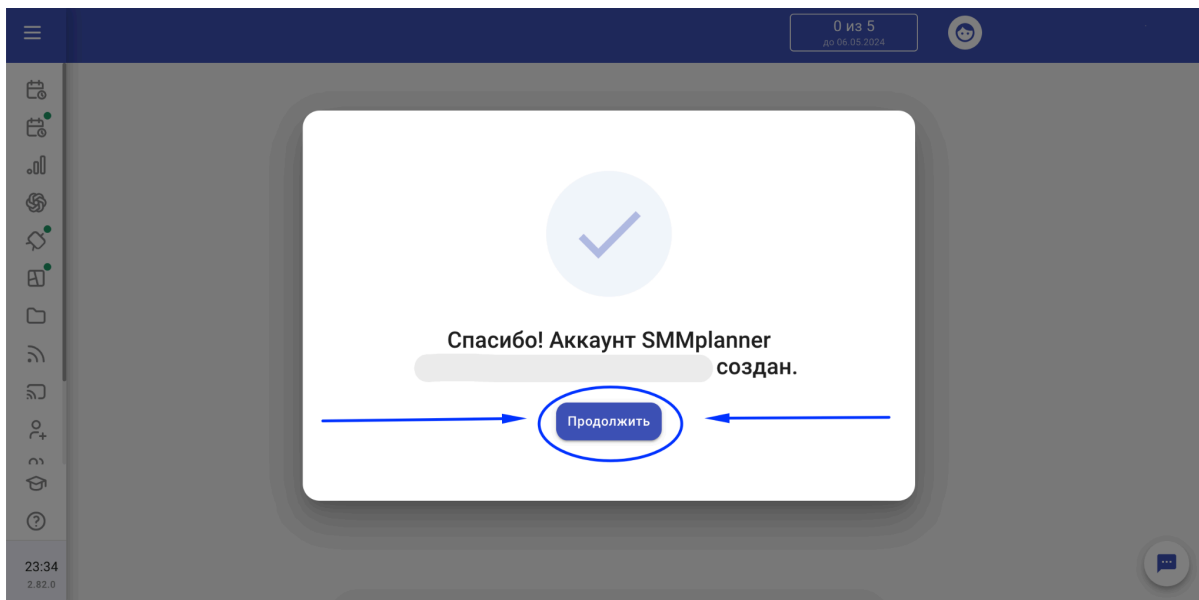 0 из 5
до 06.05.2024
Спасибо! Аккаунт SMMplanner
создан.
Продолжить
23:34
2.82.0